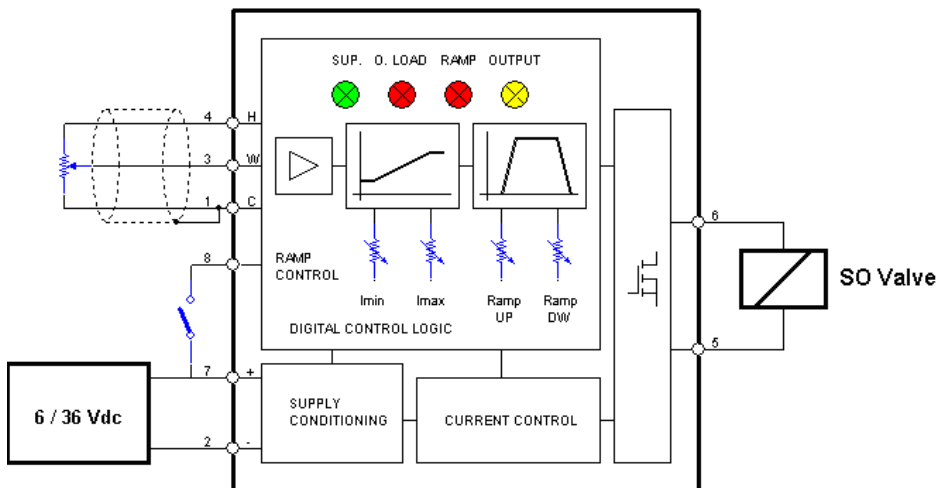 SUP. O. LOAD RAMP OUTPUT
4 H
3 W
1 C
8 RAMP CONTROL
Imin Imax Ramp UP Ramp DW
DIGITAL CONTROL LOGIC
6
SO Valve
5
6 / 36 Vdc
7 +
2 -
SUPPLY CONDITIONING
CURRENT CONTROL